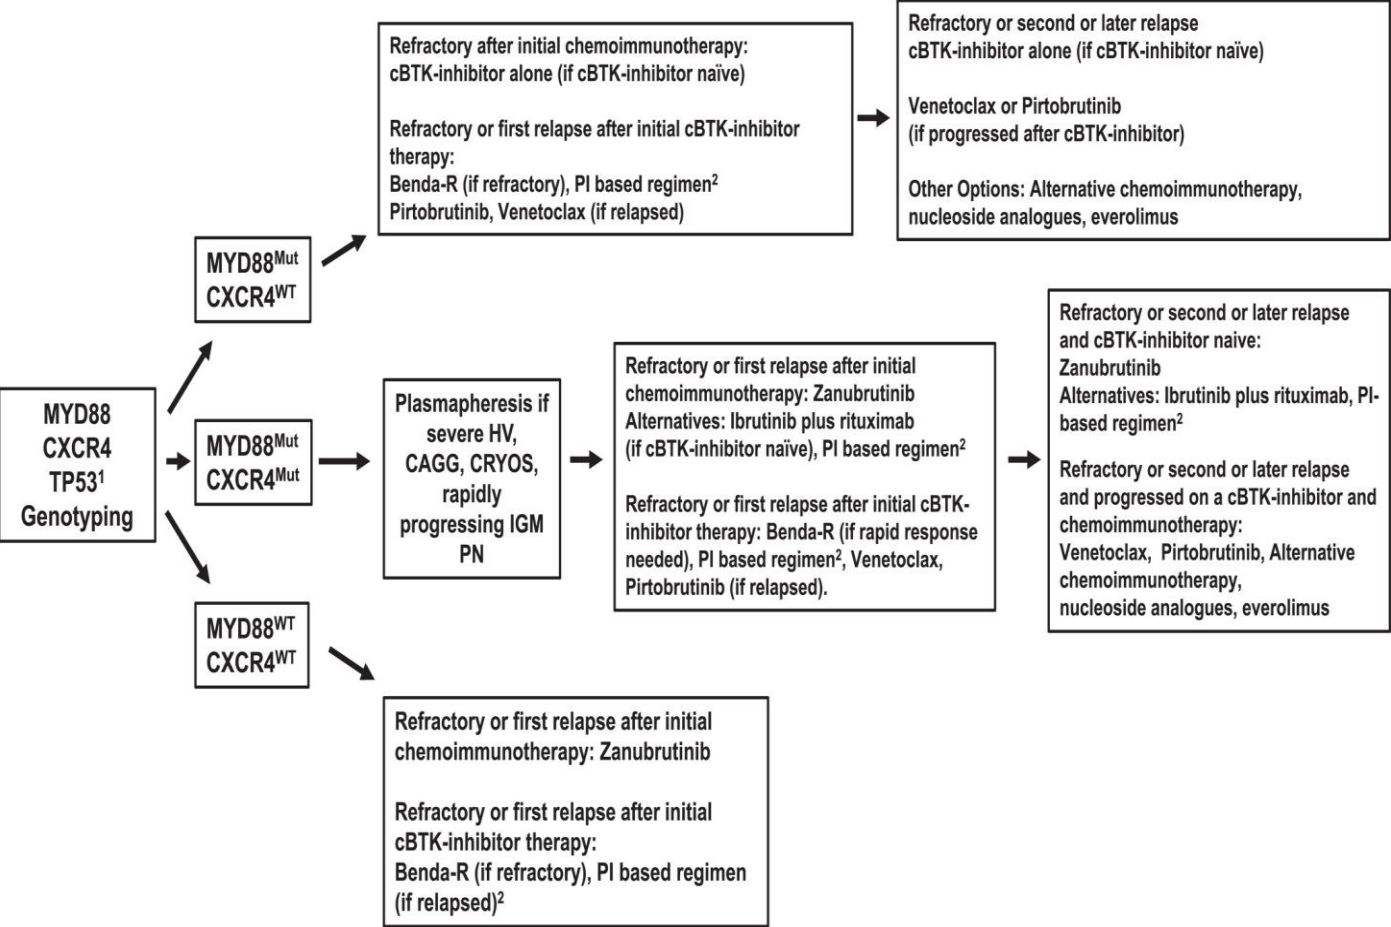 MYD88
CXCR4
TP53¹
Genotyping
MYD88ᴹᵘᵗ
CXCR4ᵂᵀ
Refractory after initial chemoimmunotherapy:
cBTK-inhibitor alone (if cBTK-inhibitor naïve)
Refractory or first relapse after initial cBTK-inhibitor
therapy:
Benda-R (if refractory), PI based regimen²
Pirtobrutinib, Venetoclax (if relapsed)
Refractory or second or later relapse
cBTK-inhibitor alone (if cBTK-inhibitor naïve)
Venetoclax or Pirtobrutinib
(if progressed after cBTK-inhibitor)
Other Options: Alternative chemoimmunotherapy,
nucleoside analogues, everolimus
MYD88ᴹᵘᵗ
CXCR4ᴹᵘᵗ
Plasmapheresis if
severe HV,
CAGG, CRYOS,
rapidly
progressing IGM
PN
Refractory or first relapse after initial
chemoimmunotherapy: Zanubrutinib
Alternatives: Ibrutinib plus rituximab
(if cBTK-inhibitor naïve), PI based regimen²
Refractory or first relapse after initial cBTK-
inhibitor therapy: Benda-R (if rapid response
needed), PI based regimen², Venetoclax,
Pirtobrutinib (if relapsed).
Refractory or second or later relapse
and cBTK-inhibitor naive:
Zanubrutinib
Alternatives: Ibrutinib plus rituximab, PI-
based regimen²
Refractory or second or later relapse
and progressed on a cBTK-inhibitor and
chemoimmunotherapy:
Venetoclax, Pirtobrutinib, Alternative
chemoimmunotherapy,
nucleoside analogues, everolimus
MYD88ᵂᵀ
CXCR4ᵂᵀ
Refractory or first relapse after initial
chemoimmunotherapy: Zanubrutinib
Refractory or first relapse after initial
cBTK-inhibitor therapy:
Benda-R (if refractory), PI based regimen
(if relapsed)²